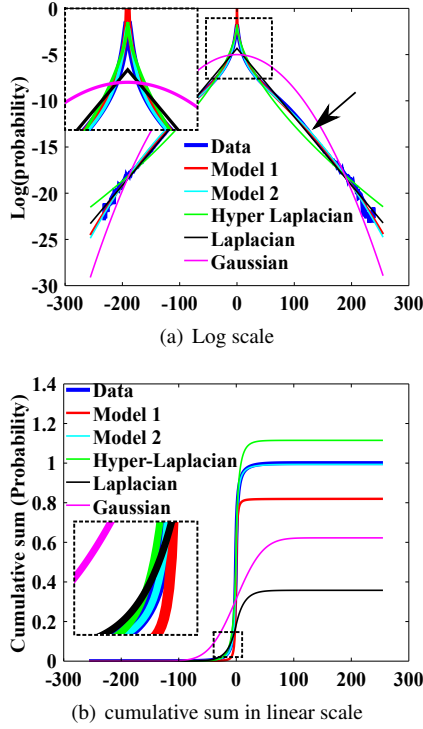 0
-5
-10
-15
-20
-25
-30
Log(probability)
Data
Model 1
Model 2
Hyper Laplacian
Laplacian
Gaussian
-300 -200 -100 0 100 200 300
(a) Log scale
1.4
1.2
1
0.8
0.6
0.4
0.2
0
Cumulative sum (Probability)
Data
Model 1
Model 2
Hyper-Laplacian
Laplacian
Gaussian
-300 -200 -100 0 100 200 300
(b) cumulative sum in linear scale